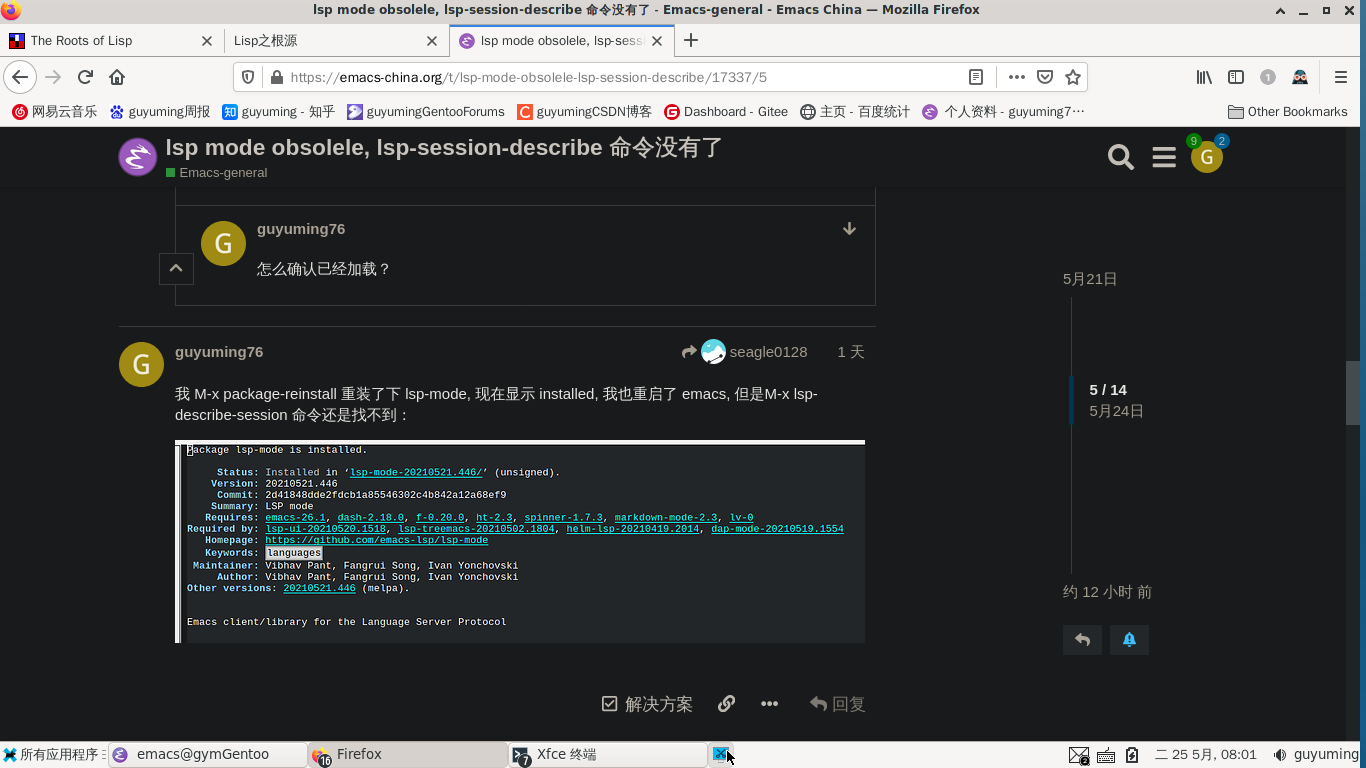 lsp mode obsolele, lsp-session-describe 命令没有了 - Emacs-general - Emacs China — Mozilla Firefox
The Roots of Lisp
Lisp之根源
lsp mode obsolele, lsp-sess
https://emacs-china.org/t/lsp-mode-obsolele-lsp-session-describe/17337/5
1
网易云音乐
guyuming周报
guyuming - 知乎
guyumingGentooForums
guyumingCSDN博客
Dashboard - Gitee
主页 - 百度统计
个人资料 - guyuming7…
Other Bookmarks
lsp mode obsolele, lsp-session-describe 命令没有了
Emacs-general
9
2
G
G
guyuming76
怎么确认已经加载？
G
guyuming76
seagle0128
1 天
我 M-x package-reinstall 重装了下 lsp-mode, 现在显示 installed, 我也重启了 emacs, 但是M-x lsp-
describe-session 命令还是找不到：
Package lsp-mode is installed.
Status: Installed in ‘lsp-mode-20210521.446/’ (unsigned).
Version: 20210521.446
Commit: 2d41848dde2fdcb1a85546302c4b842a12a68ef9
Summary: LSP mode
Requires: emacs-26.1, dash-2.18.0, f-0.20.0, ht-2.3, spinner-1.7.3, markdown-mode-2.3, lv-0
Required by: lsp-ui-20210520.1518, lsp-treemacs-20210502.1804, helm-lsp-20210419.2014, dap-mode-20210519.1554
Homepage: https://github.com/emacs-lsp/lsp-mode
Keywords: languages
Maintainer: Vibhav Pant, Fangrui Song, Ivan Yonchovski
Author: Vibhav Pant, Fangrui Song, Ivan Yonchovski
Other versions: 20210521.446 (melpa).
Emacs client/library for the Language Server Protocol
解决方案
回复
5月21日
5 / 14
5月24日
约 12 小时 前
所有应用程序
emacs@gymGentoo
16
Firefox
7
Xfce 终端
2
二 25 5月, 08:01
guyuming